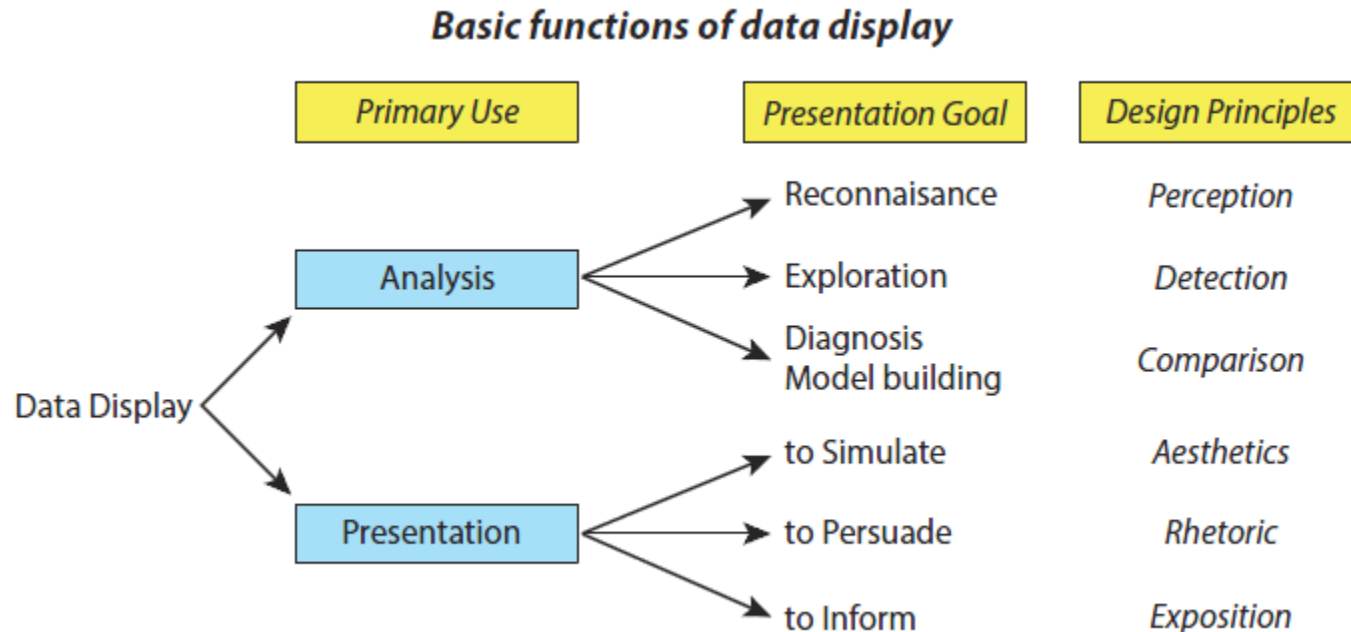 Basic functions of data display
Primary Use
Presentation Goal
Design Principles
Reconnaisance
Perception
Analysis
Exploration
Detection
Diagnosis
Model building
Comparison
Data Display
to Simulate
Aesthetics
Presentation
to Persuade
Rhetoric
to Inform
Exposition